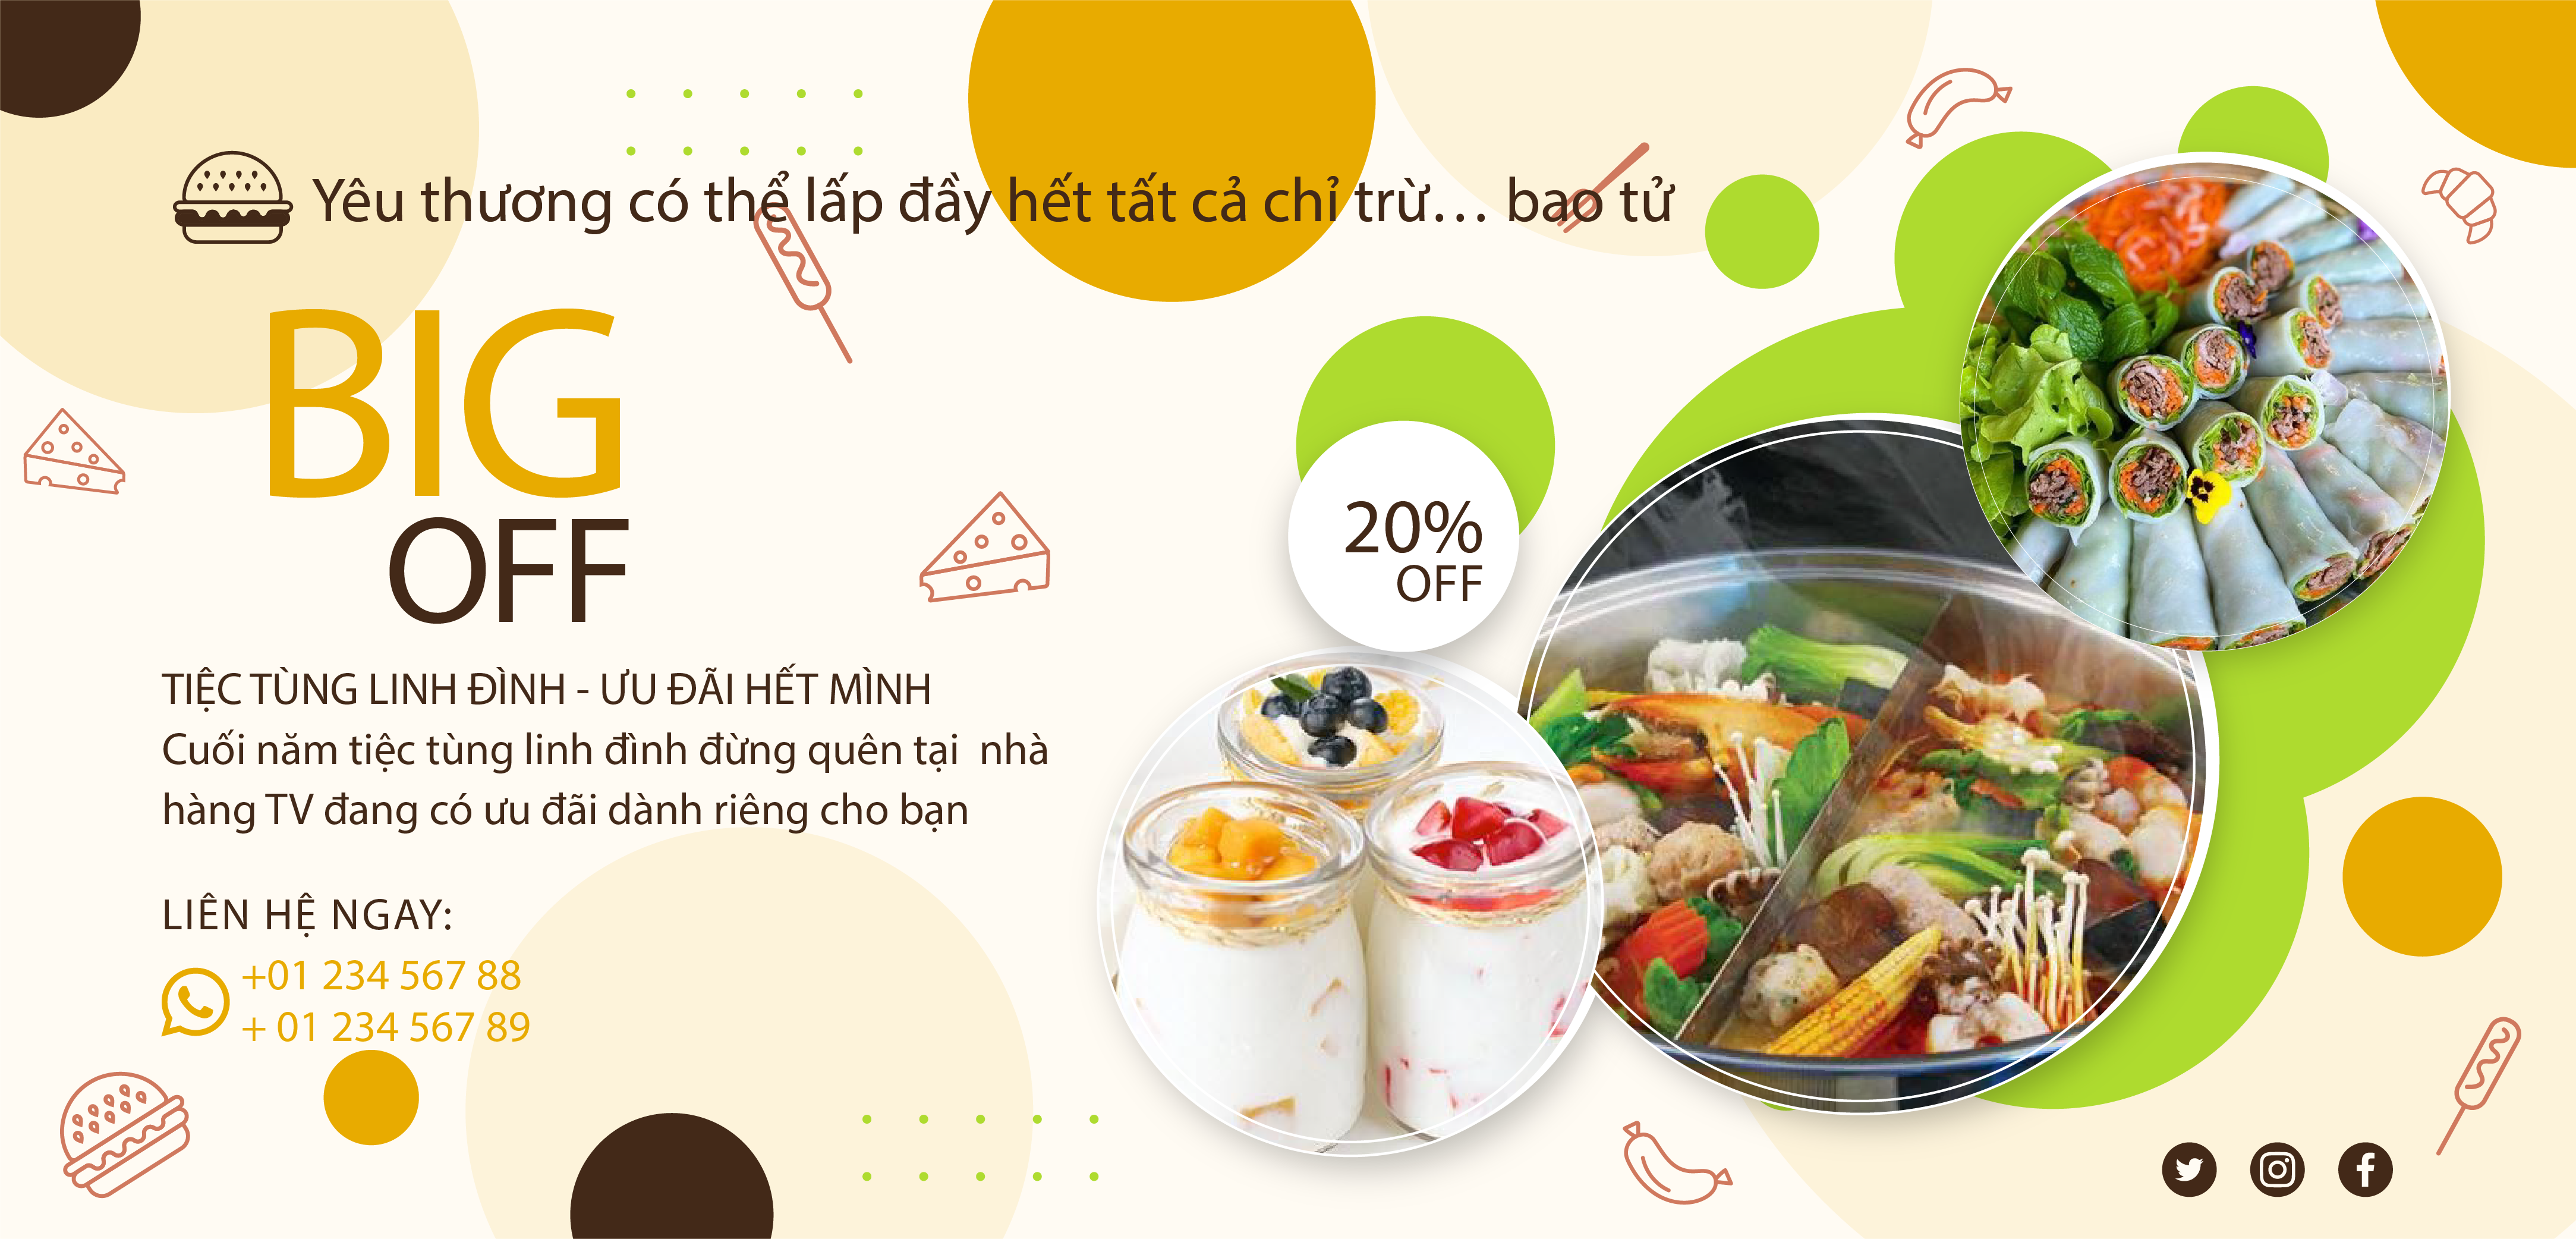 Yêu thương có thể lấp đầy hết tất cả chỉ trừ... bao tử
BIG
OFF
20%
OFF
TIỆC TÙNG LINH ĐÌNH - ƯU ĐÃI HẾT MÌNH
Cuối năm tiệc tùng linh đình đừng quên tại  nhà
hàng TV đang có ưu đãi dành riêng cho bạn
LIÊN HỆ NGAY:
+01 234 567 88
+ 01 234 567 89